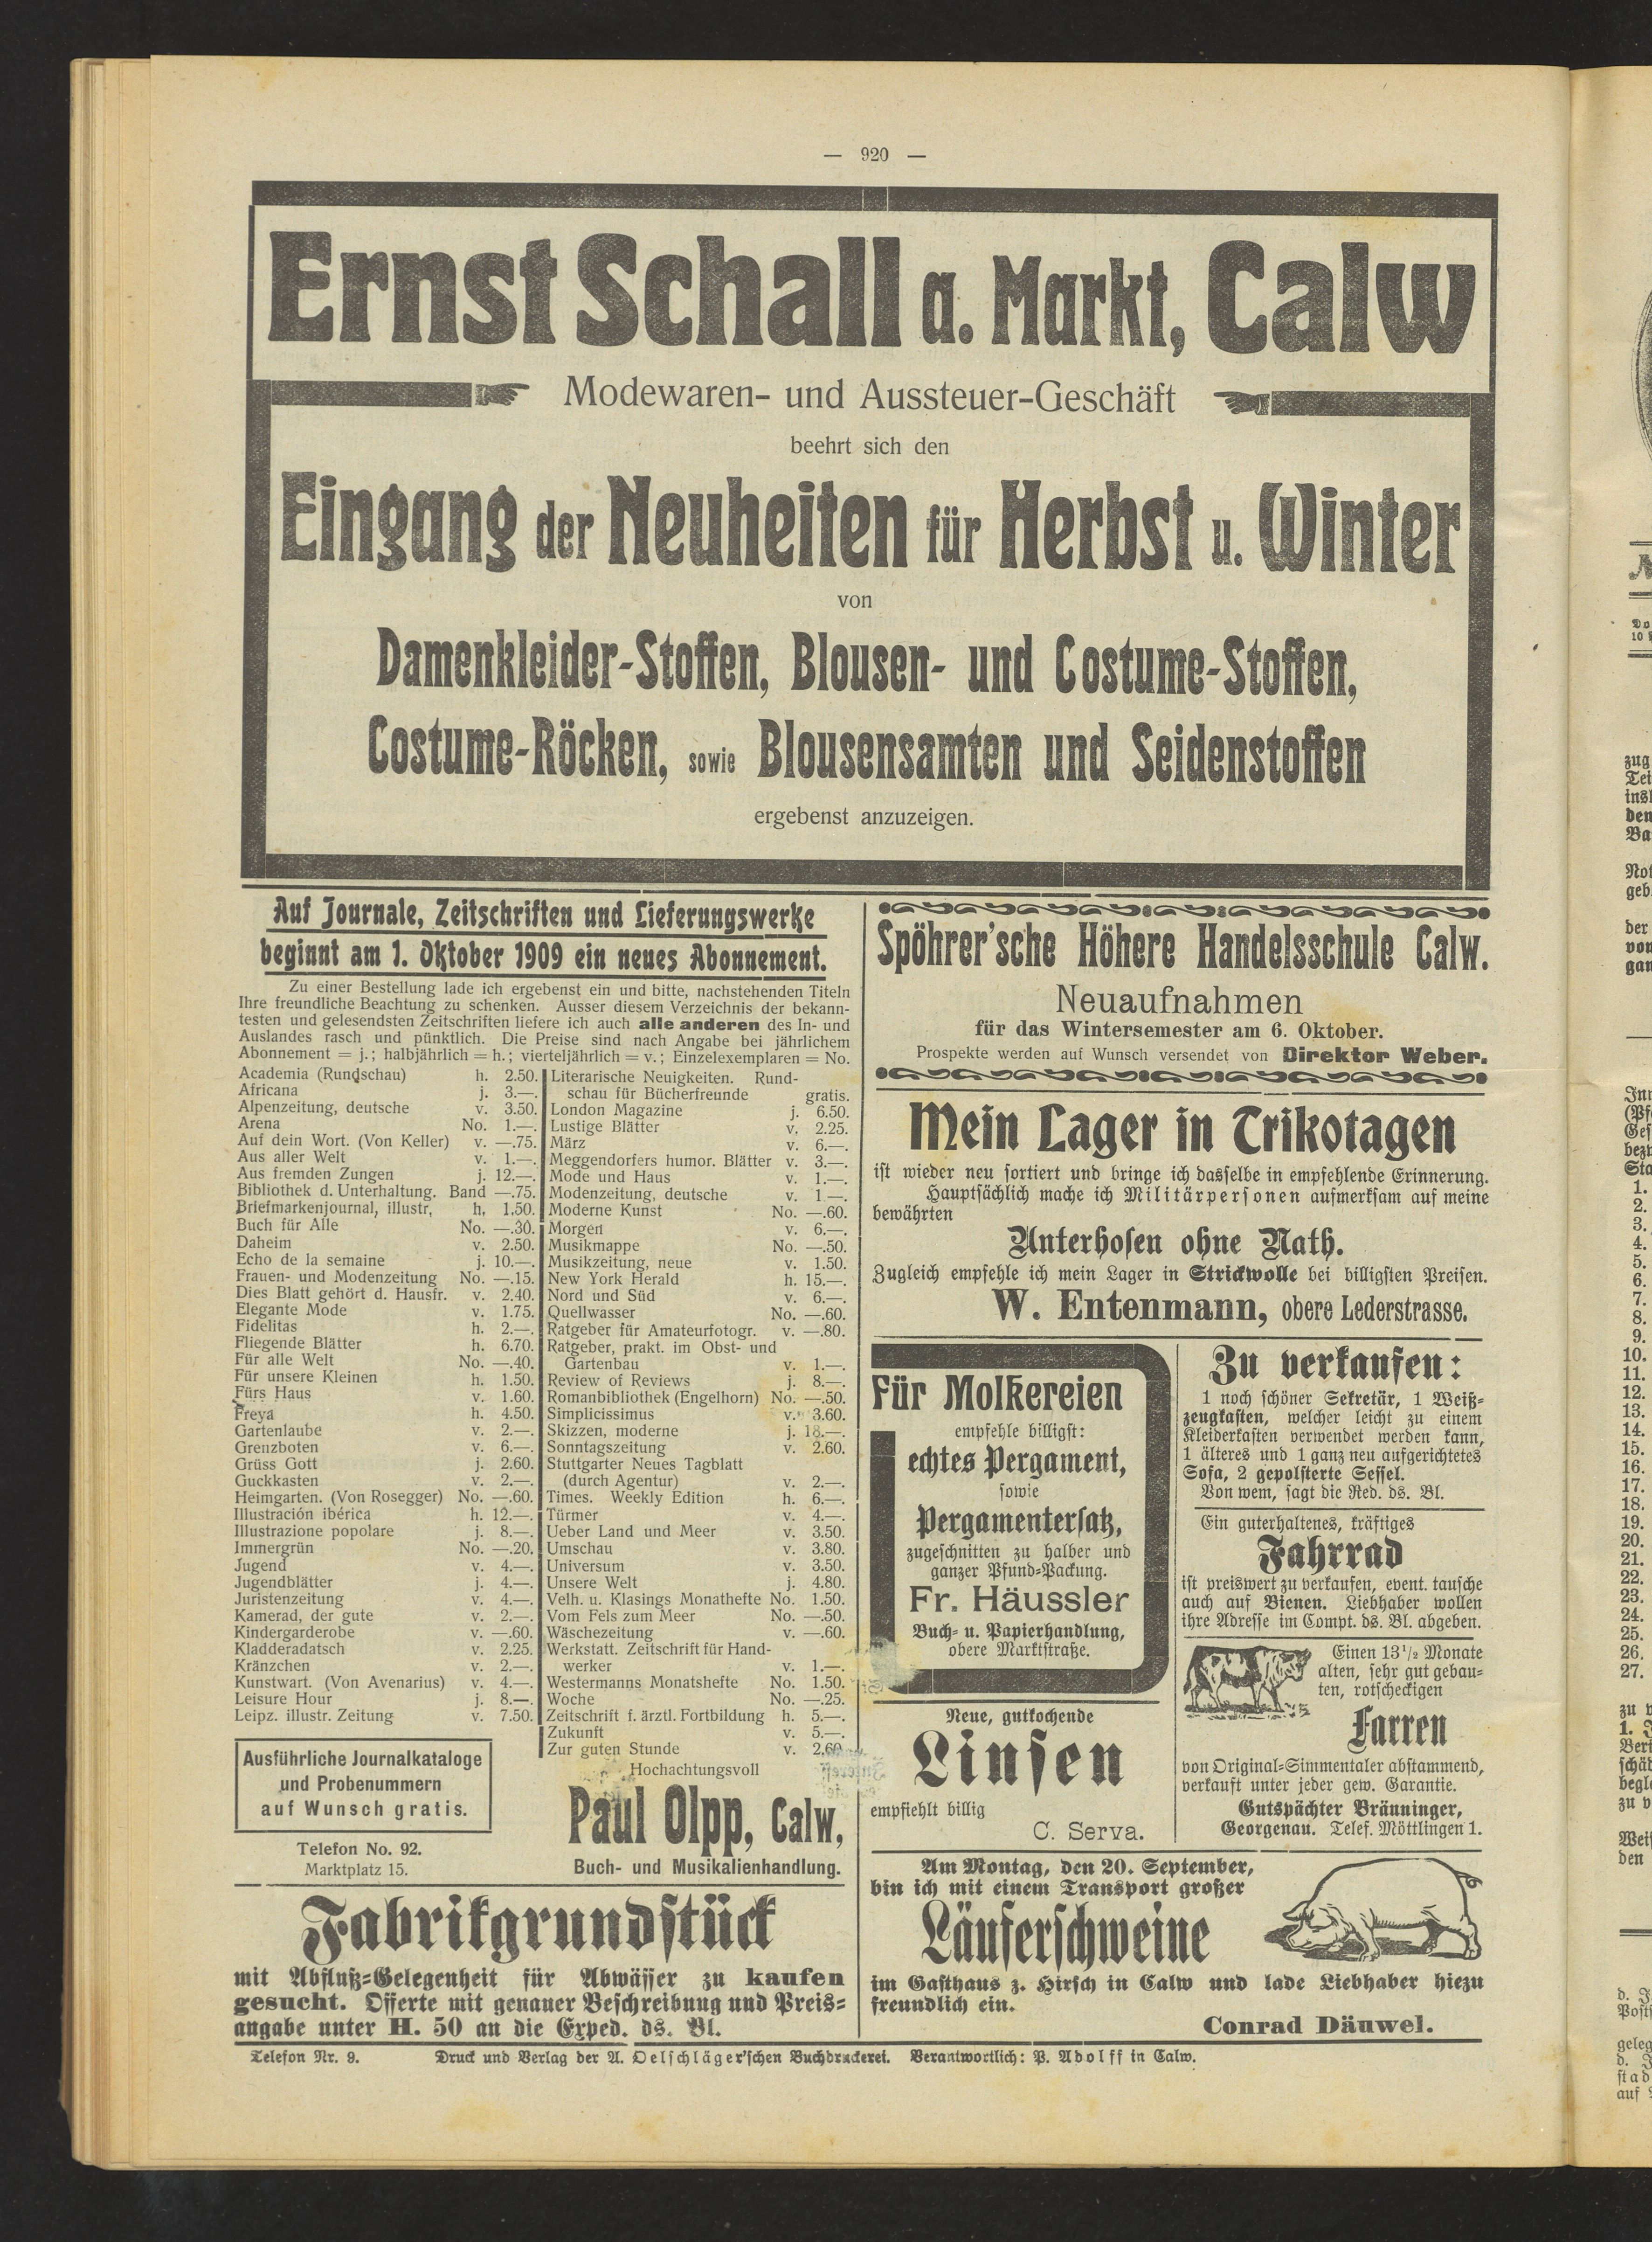 — 920 —
Ernst Schall a. Markt, Calw
Modewaren- und Aussteuer-Geschäft
beehrt sich den
Eingang der Neuheiten für Herbst u. Winter
von
Damenkleider-Stoffen, Blousen- und Costume-Stoffen,
Costume-Röcken, sowie Blousensamten und Seidenstoffen
ergebenst anzuzeigen.
Auf Journale, Zeitschriften und Lieferungswerke
beginnt am 1. Oktober 1909 ein neues Abonnement.
Zu einer Bestellung lade ich ergebenst ein und bitte, nachstehenden Titeln
Ihre freundliche Beachtung zu schenken. Ausser diesem Verzeichnis der bekann-
testen und gelesendsten Zeitschriften liefere ich auch alle anderen des In- und
Auslandes rasch und pünktlich. Die Preise sind nach Angabe bei jährlichem
Abonnement = j.; halbjährlich = h.; vierteljährlich = v.; Einzelexemplaren = No.
Academia (Rundschau) h. 2.50.
Africana j. 3.—.
Alpenzeitung, deutsche v. 3.50.
Arena No. 1.—.
Auf dein Wort. (Von Keller) v. —.75.
Aus aller Welt v. 1.—.
Aus fremden Zungen j. 12.—.
Bibliothek d. Unterhaltung. Band —.75.
Briefmarkenjournal, illustr. h. 1.50.
Buch für Alle No. —.30.
Daheim v. 2.50.
Echo de la semaine j. 10.—.
Frauen- und Modenzeitung No. —.15.
Dies Blatt gehört d. Hausfr. v. 2.40.
Elegante Mode v. 1.75.
Fidelitas h. 2.—.
Fliegende Blätter h. 6.70.
Für alle Welt No. —.40.
Für unsere Kleinen h. 1.50.
Fürs Haus v. 1.60.
Freya h. 4.50.
Gartenlaube v. 2.—.
Grenzboten v. 6.—.
Grüss Gott j. 2.60.
Guckkasten v. 2.—.
Heimgarten. (Von Rosegger) No. —.60.
Illustración ibérica h. 12.—.
Illustrazione popolare j. 8.—.
Immergrün No. —.20.
Jugend v. 4.—.
Jugendblätter j. 4.—.
Juristenzeitung v. 4.—.
Kamerad, der gute v. 2.—.
Kindergarderobe v. —.60.
Kladderadatsch v. 2.25.
Kränzchen v. 2.—.
Kunstwart. (Von Avenarius) v. 4.—.
Leisure Hour j. 8.—.
Leipz. illustr. Zeitung v. 7.50.
Literarische Neuigkeiten. Rund-
schau für Bücherfreunde gratis.
London Magazine j. 6.50.
Lustige Blätter v. 2.25.
März v. 6.—.
Meggendorfers humor. Blätter v. 3.—.
Mode und Haus v. 1.—.
Modenzeitung, deutsche v. 1.—.
Moderne Kunst No. —.60.
Morgen v. 6.—.
Musikmappe No. —.50.
Musikzeitung, neue v. 1.50.
New York Herald h. 15.—.
Nord und Süd v. 6.—.
Quellwasser No. —.60.
Ratgeber für Amateurfotogr. v. —.80.
Ratgeber, prakt. im Obst- und
Gartenbau v. 1.—.
Review of Reviews j. 8.—.
Romanbibliothek (Engelhorn) No. —.50.
Simplicissimus v. 3.60.
Skizzen, moderne j. 18.—.
Sonntagszeitung v. 2.60.
Stuttgarter Neues Tagblatt
(durch Agentur) v. 2.—.
Times. Weekly Edition h. 6.—.
Türmer v. 4.—.
Ueber Land und Meer v. 3.50.
Umschau v. 3.80.
Universum v. 3.50.
Unsere Welt j. 4.80.
Velh. u. Klasings Monathefte No. 1.50.
Vom Fels zum Meer No. —.50.
Wäschezeitung v. —.60.
Werkstatt. Zeitschrift für Hand-
werker v. 1.—.
Westermanns Monatshefte No. 1.50.
Woche No. —.25.
Zeitschrift f. ärztl. Fortbildung h. 5.—.
Zukunft v. 5.—.
Zur guten Stunde v. 2.60
Ausführliche Journalkataloge
und Probenummern
auf Wunsch gratis.
Telefon No. 92.
Marktplatz 15.
Hochachtungsvoll
Paul Olpp, Calw,
Buch- und Musikalienhandlung.
Fabrikgrundstück
mit Abfluß-Gelegenheit für Abwässer zu kaufen
gesucht. Offerte mit genauer Beschreibung und Preis-
angabe unter H. 50 an die Exped. ds. Bl.
Spöhrer'sche Höhere Handelsschule Calw.
Neuaufnahmen
für das Wintersemester am 6. Oktober.
Prospekte werden auf Wunsch versendet von Direktor Weber.
Mein Lager in Trikotagen
ist wieder neu sortiert und bringe ich dasselbe in empfehlende Erinnerung.
Hauptsächlich mache ich Militärpersonen aufmerksam auf meine
bewährten
Unterhosen ohne Nath.
Zugleich empfehle ich mein Lager in Strickwolle bei billigsten Preisen.
W. Entenmann, obere Lederstrasse.
Für Molkereien
empfehle billigst:
echtes Pergament,
sowie
Pergamentersatz,
zugeschnitten zu halber und
ganzer Pfund-Packung.
Fr. Häussler
Buch- u. Papierhandlung,
obere Marktstraße.
Neue, gutkochende
Linsen
empfiehlt billig
C. Serva.
Zu verkaufen:
1 noch schöner Sekretär, 1 Weiß-
zeugkasten, welcher leicht zu einem
Kleiderkasten verwendet werden kann,
1 älteres und 1 ganz neu aufgerichtetes
Sofa, 2 gepolsterte Sessel.
Von wem, sagt die Red. ds. Bl.
Ein guterhaltenes, kräftiges
Fahrrad
ist preiswert zu verkaufen, event. tausche
auch auf Bienen. Liebhaber wollen
ihre Adresse im Compt. ds. Bl. abgeben.
Einen 13 1/2 Monate
alten, sehr gut gebau-
ten, rotscheckigen
Farren
von Original-Simmentaler abstammend,
verkauft unter jeder gew. Garantie.
Gutspächter Bräuninger,
Georgenau. Telef. Möttlingen 1.
Am Montag, den 20. September,
bin ich mit einem Transport großer
Läuferschweine
im Gasthaus z. Hirsch in Calw und lade Liebhaber hiezu
freundlich ein.
Conrad Däuwel.
Telefon Nr. 9. Druck und Verlag der A. Oelschläger'schen Buchdruckerei. Verantwortlich: P. Adolff in Calw.